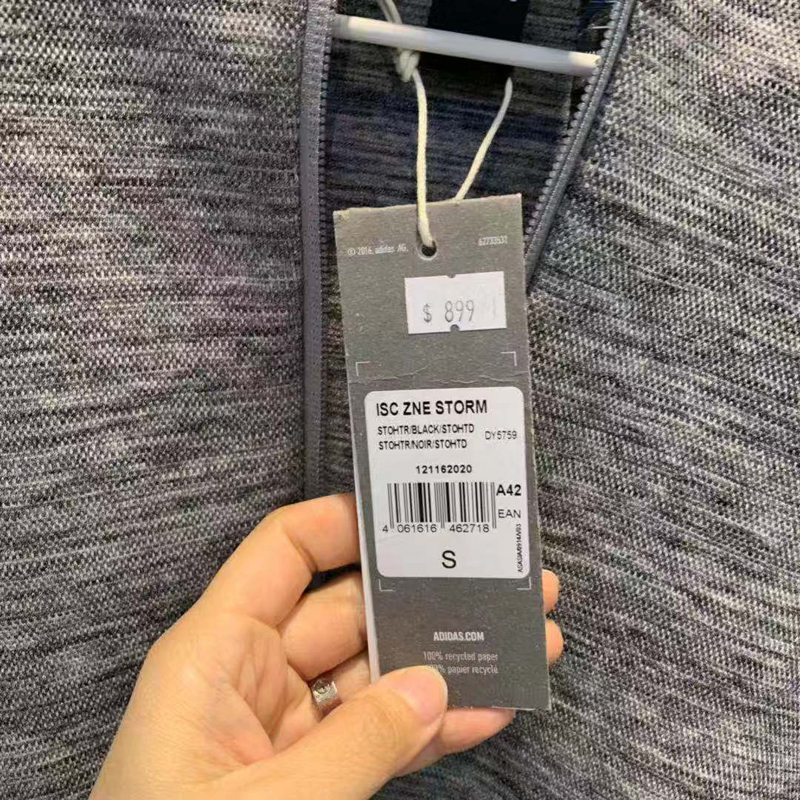 © 2016, adidas AG.
62733537
$ 899
ISC ZNE STORM
STOHTR/BLACK/STOHTD
STOHTR/NOIR/STOHTD
DY5759
121162020
A42
EAN
4 061616 462718
S
ADIDAS.COM
100% recycled paper
papier recyclé